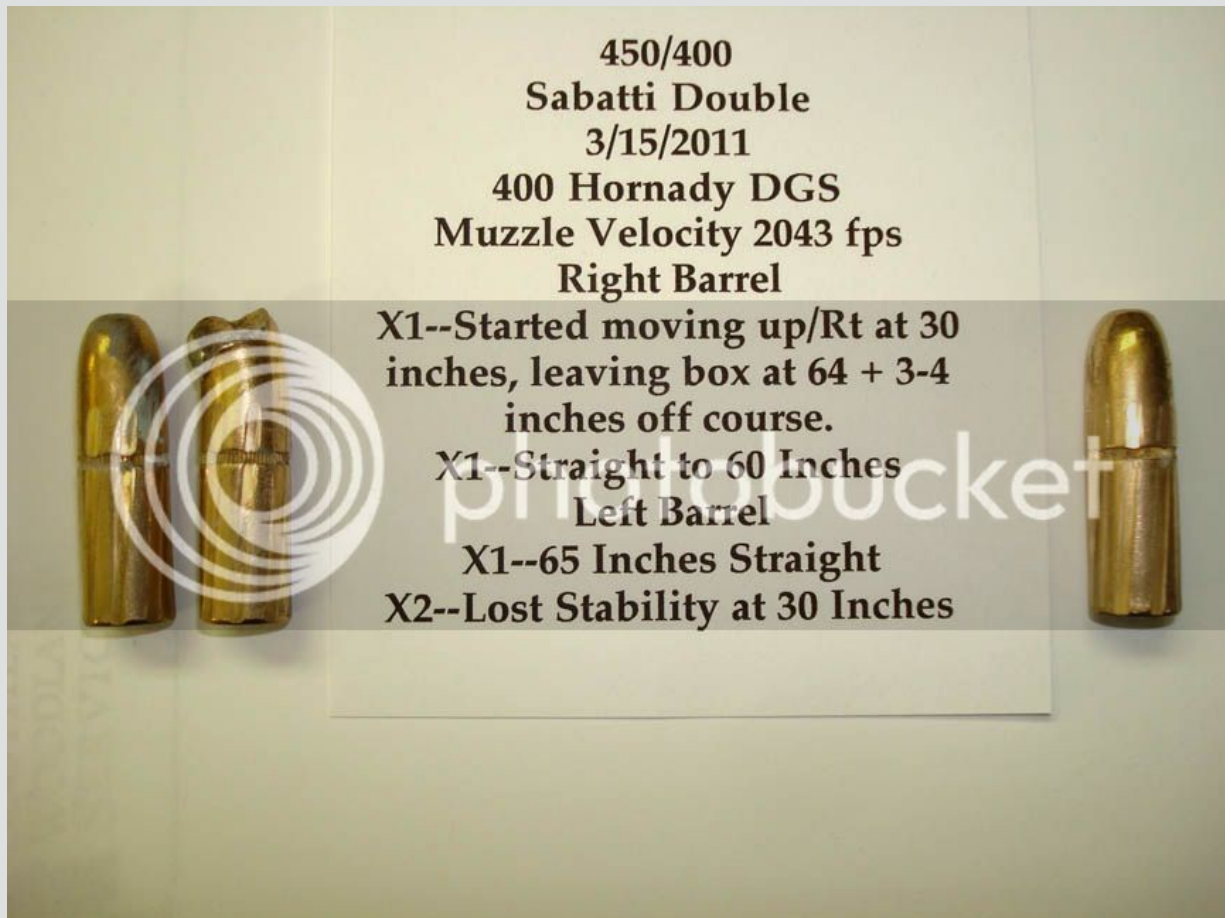 450/400
Sabatti Double
3/15/2011
400 Hornady DGS
Muzzle Velocity 2043 fps
Right Barrel
X1--Started moving up/Rt at 30
inches, leaving box at 64 + 3-4
inches off course.
X1--Straight to 60 Inches
Left Barrel
X1--65 Inches Straight
X2--Lost Stability at 30 Inches
photobucket